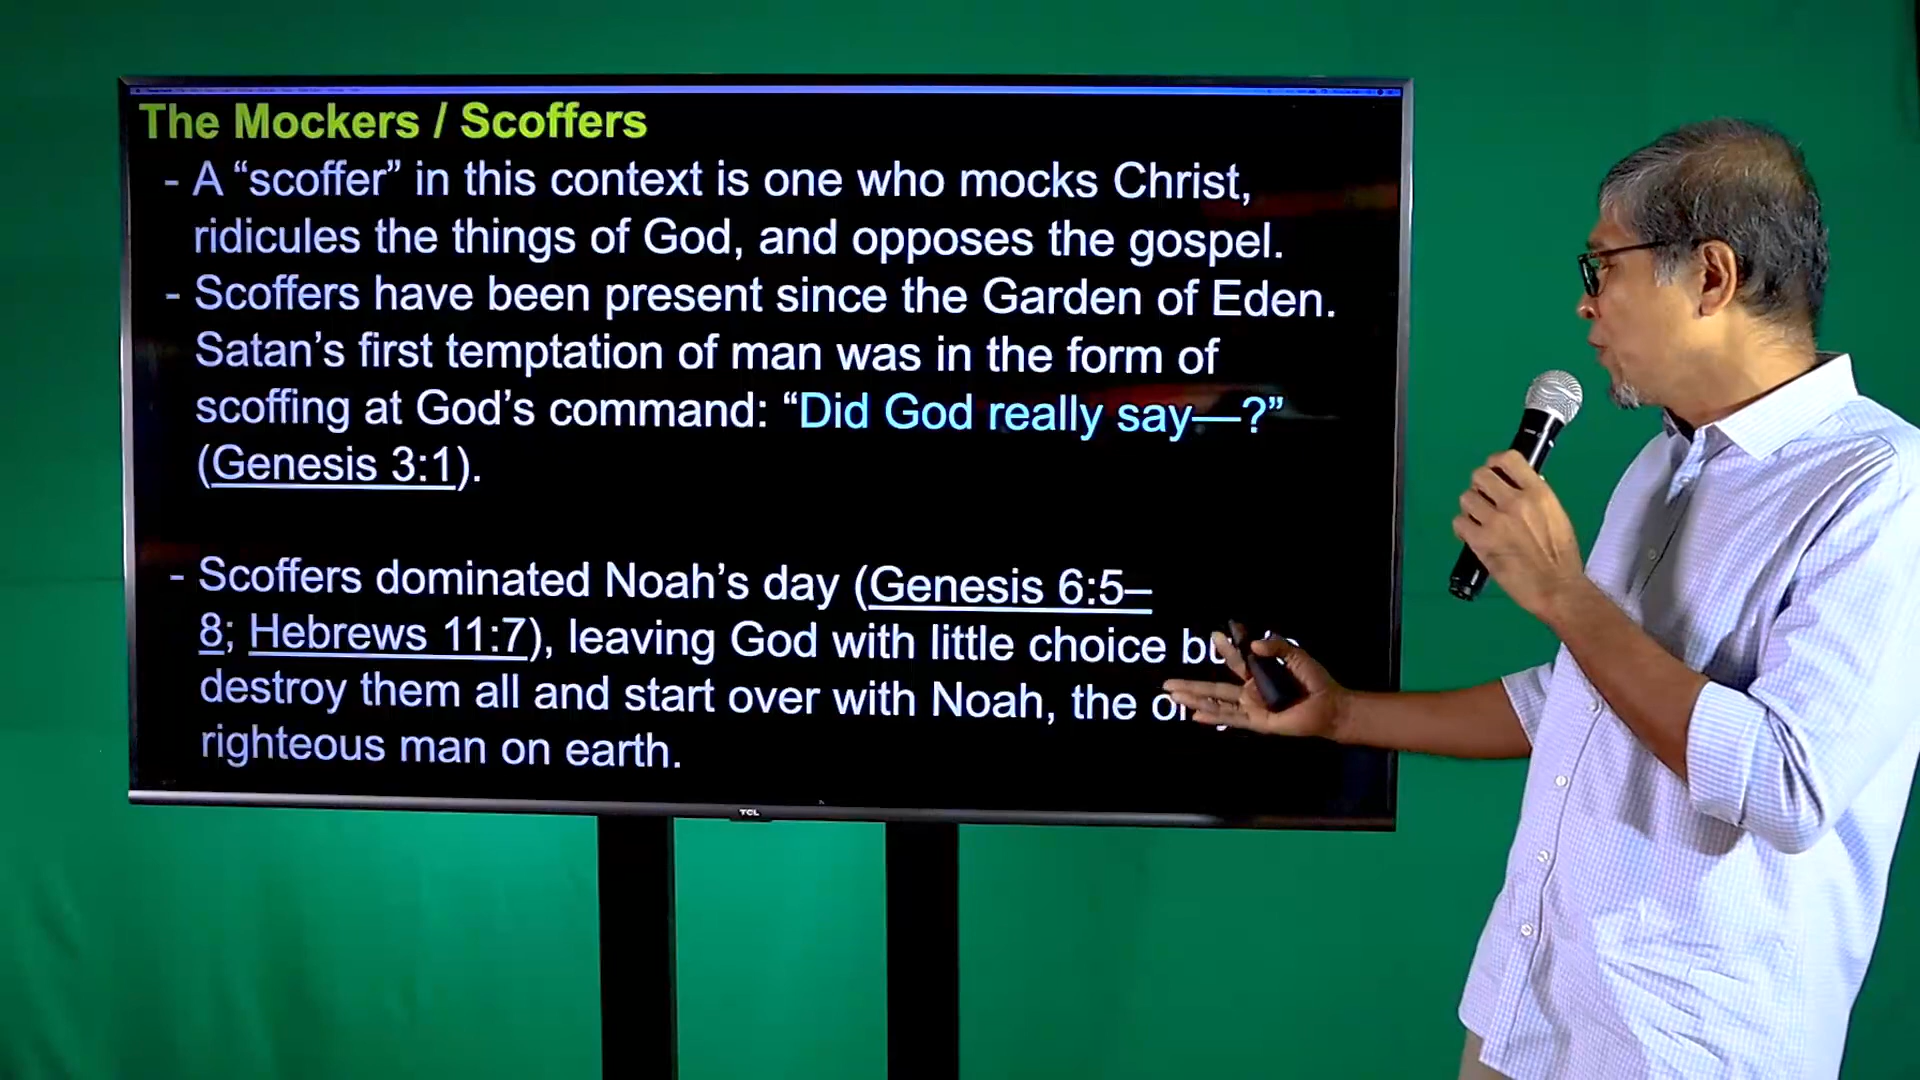 The Mockers / Scoffers
- A “scoffer” in this context is one who mocks Christ,
ridicules the things of God, and opposes the gospel.
- Scoffers have been present since the Garden of Eden.
Satan’s first temptation of man was in the form of
scoffing at God’s command: “Did God really say—?”
(Genesis 3:1).
- Scoffers dominated Noah’s day (Genesis 6:5–
8; Hebrews 11:7), leaving God with little choice
destroy them all and start over with Noah, the
righteous man on earth.
TCL